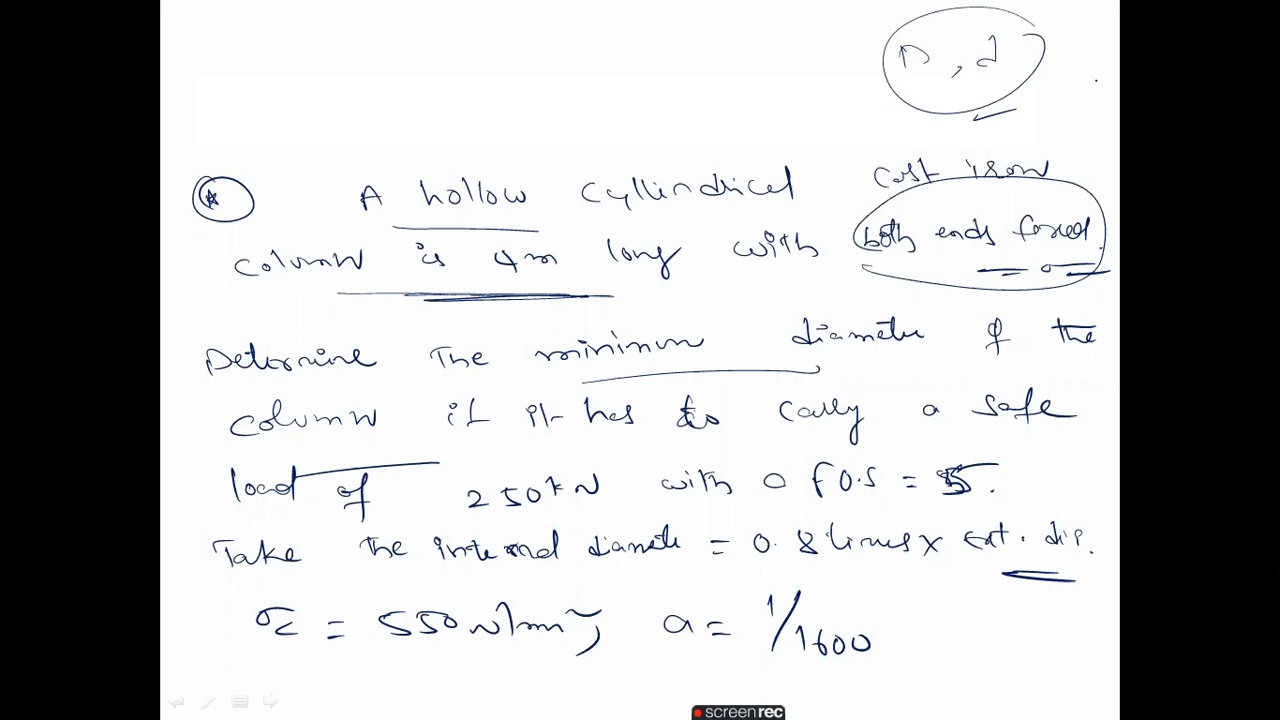 D, d
A hollow cyllindrical cast iron
column is 4m long with both ends fixed.
Determine the minimum diameter of the
column if it has to carry a safe
load of 250kN with a F.O.S = 5.
Take the internal diameter = 0.8 times x ext. dia.
σc = 550 N/mm², a = 1/1600
screenrec